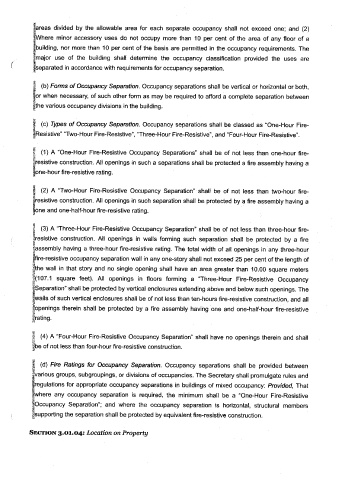 areas divided by the allowable area for each separate occupancy shall not exceed one; and (2)
Where minor accessory uses do not occupy more than 10 per cent of the area of any floor of a
building, nor more than 10 per cent of the basis are permitted in the occupancy requirements. The
major use of the building shall determine the occupancy classification provided the uses are
separated in accordance with requirements for occupancy separation.
(b) Forms of Occupancy Separation. Occupancy separations shall be vertical or horizontal or both,
or when necessary, of such other form as may be required to afford a complete separation between
the various occupancy divisions in the building.
(c) Types of Occupancy Separation. Occupancy separations shall be classed as "One-Hour Fire-
Resistive" "Two-Hour Fire-Resistive", "Three-Hour Fire-Resistive", and "Four-Hour Fire-Resistive".
(1) A "One-Hour Fire-Resistive Occupancy Separations" shall be of not less than one-hour fire-
resistive construction. All openings in such a separations shall be protected a fire assembly having a
one-hour fire-resistive rating.
(2) A "Two-Hour Fire-Resistive Occupancy Separation" shall be of not less than two-hour fire-
resistive construction. All openings in such separation shall be protected by a fire assembly having a
one and one-half-hour fire-resistive rating.
(3) A "Three-Hour Fire-Resistive Occupancy Separation" shall be of not less than three-hour fire-
resistive construction. All openings in walls forming such separation shall be protected by a fire
assembly having a three-hour fire-resistive rating. The total width of all openings in any three-hour
fire-resistive occupancy separation wall in any one-story shall not exceed 25 per cent of the length of
the wall in that story and no single opening shall have an area greater than 10.00 square meters
(107.1 square feet). All openings in floors forming a "Three-Hour Fire-Resistive Occupancy
Separation" shall be protected by vertical enclosures extending above and below such openings. The
walls of such vertical enclosures shall be of not less than ten-hours fire-resistive construction, and all
openings therein shall be protected by a fire assembly having one and one-half-hour fire-resistive
rating.
(4) A "Four-Hour Fire-Resistive Occupancy Separation" shall have no openings therein and shall
be of not less than four-hour fire-resistive construction.
(d) Fire Ratings for Occupancy Separation. Occupancy separations shall be provided between
various groups, subgroupings, or divisions of occupancies. The Secretary shall promulgate rules and
regulations for appropriate occupancy separations in buildings of mixed occupancy: Provided, That
where any occupancy separation is required, the minimum shall be a "One-Hour Fire-Resistive
Occupancy Separation"; and where the occupancy separation is horizontal, structural members
supporting the separation shall be protected by equivalent fire-resistive construction.
SECTION 3.01.04: Location on Property